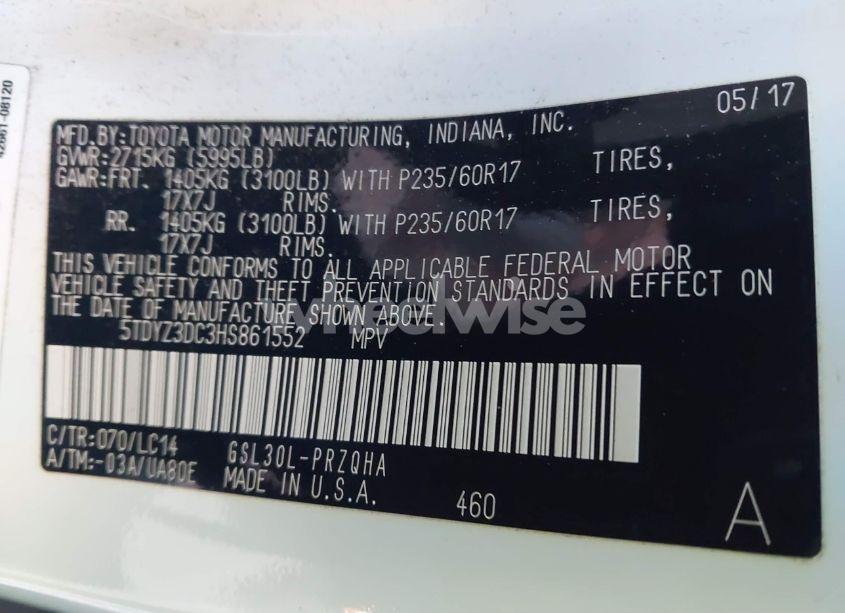 42661-08120
05/17
MFD.BY:TOYOTA MOTOR MANUFACTURING, INDIANA, INC.
GVWR:2715KG (5995LB)
GAWR:FRT. 1405KG (3100LB) WITH P235/60R17 TIRES,
17X7J RIMS.
RR. 1405KG (3100LB) WITH P235/60R17 TIRES,
17X7J RIMS.
THIS VEHICLE CONFORMS TO ALL APPLICABLE FEDERAL MOTOR
VEHICLE SAFETY AND THEFT PREVENTION STANDARDS IN EFFECT ON
THE DATE OF MANUFACTURE SHOWN ABOVE.
5TDYZ3DC3HS861552 MPV
C/TR:070/LC14 GSL30L-PRZQHA
A/TM:-03A/UA80E MADE IN U.S.A.
460
A